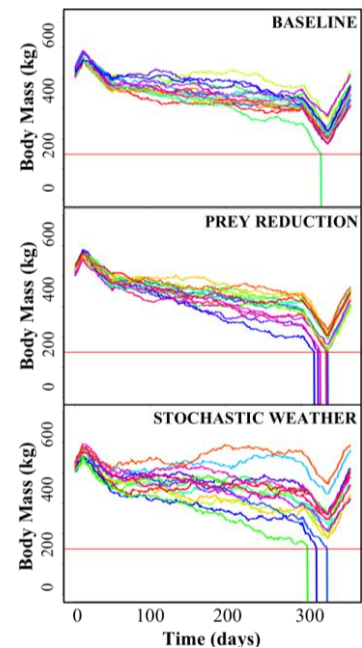 BASELINE
Body Mass (kg)
600
400
200
0
PREY REDUCTION
Body Mass (kg)
600
400
200
0
STOCHASTIC WEATHER
Body Mass (kg)
600
400
200
0
0 100 200 300
Time (days)